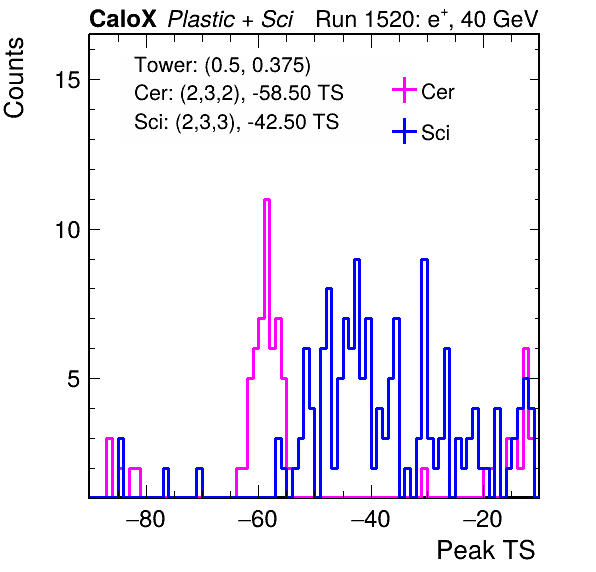 CaloX Plastic + Sci Run 1520: e+, 40 GeV
Counts
Tower: (0.5, 0.375)
Cer: (2,3,2), -58.50 TS
Sci: (2,3,3), -42.50 TS
Cer
Sci
15
10
5
−80 −60 −40 −20
Peak TS